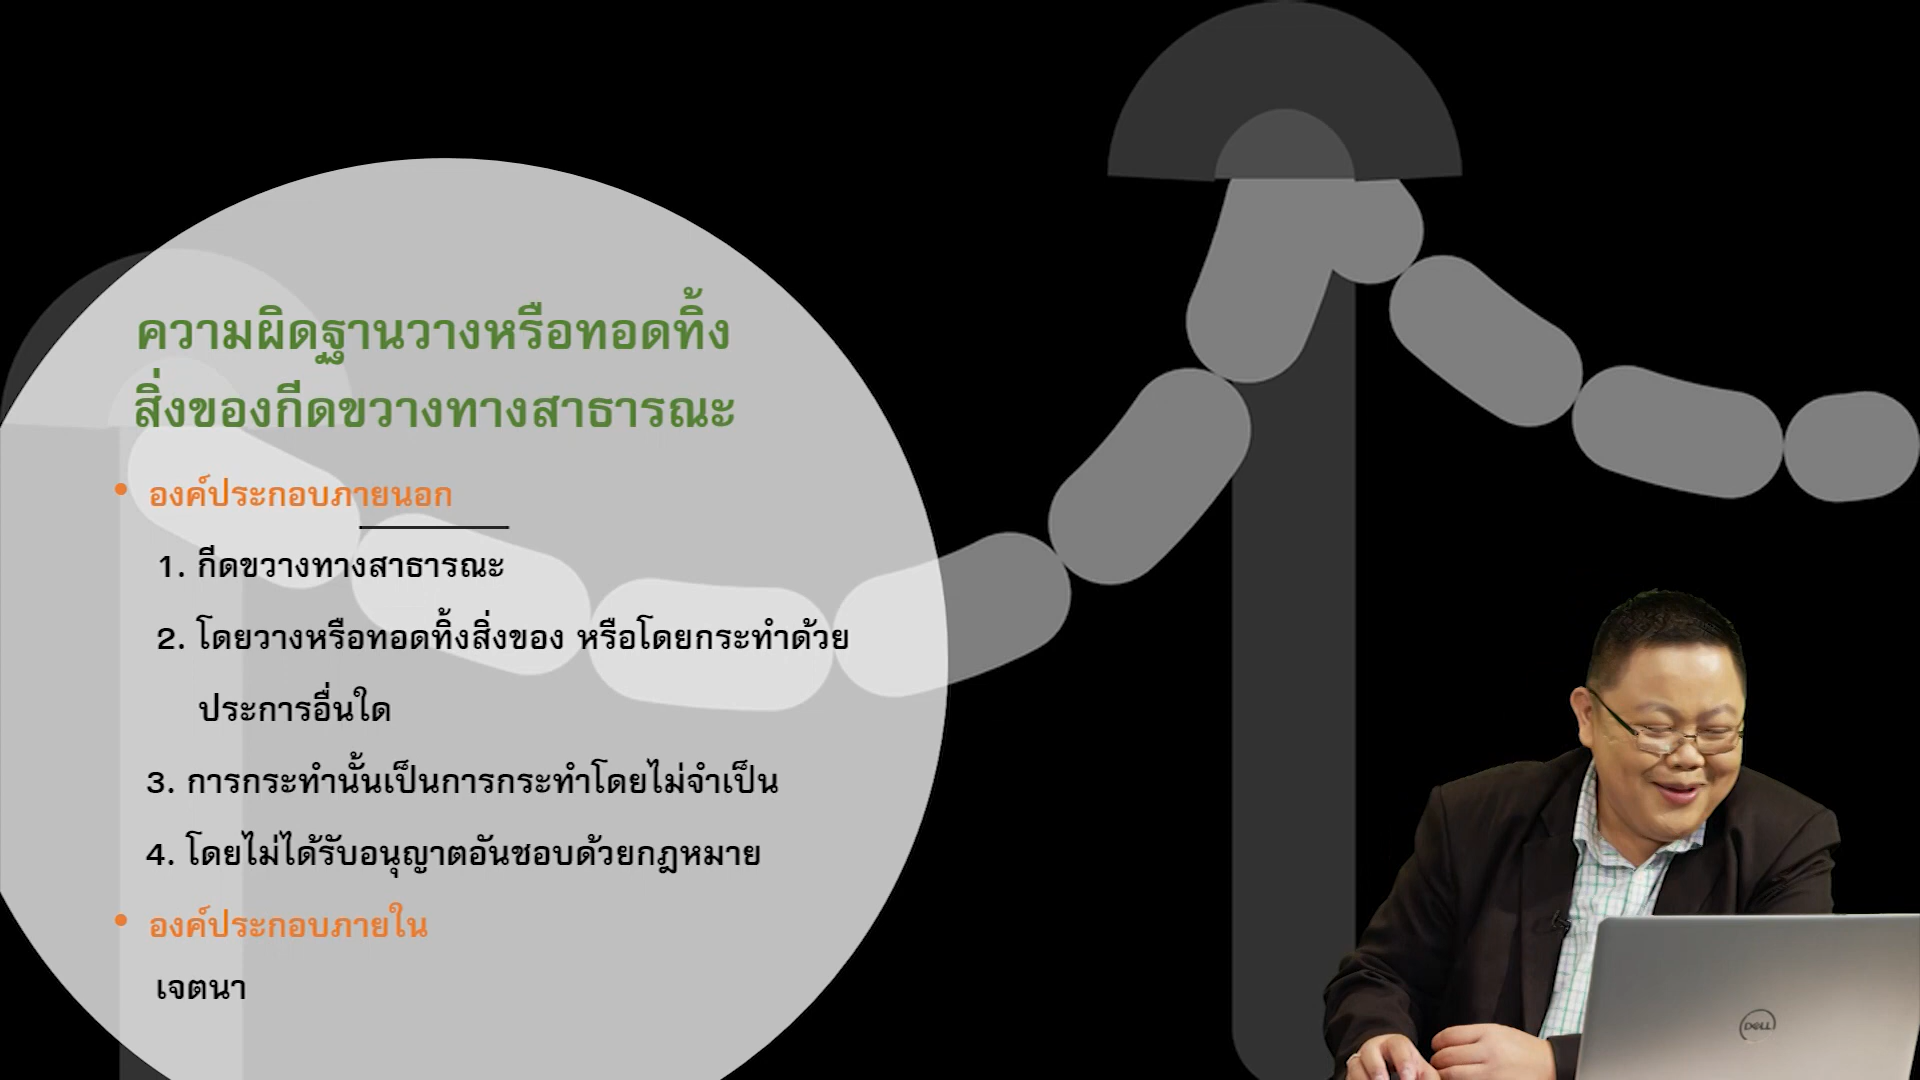 ความผิดฐานวางหรือทอดทิ้ง
สิ่งของกีดขวางทางสาธารณะ
• องค์ประกอบภายนอก
1. กีดขวางทางสาธารณะ
2. โดยวางหรือทอดทิ้งสิ่งของ หรือโดยกระทำด้วย
ประการอื่นใด
3. การกระทำนั้นเป็นการกระทำโดยไม่จำเป็น
4. โดยไม่ได้รับอนุญาตอันชอบด้วยกฎหมาย
• องค์ประกอบภายใน
เจตนา
DELL